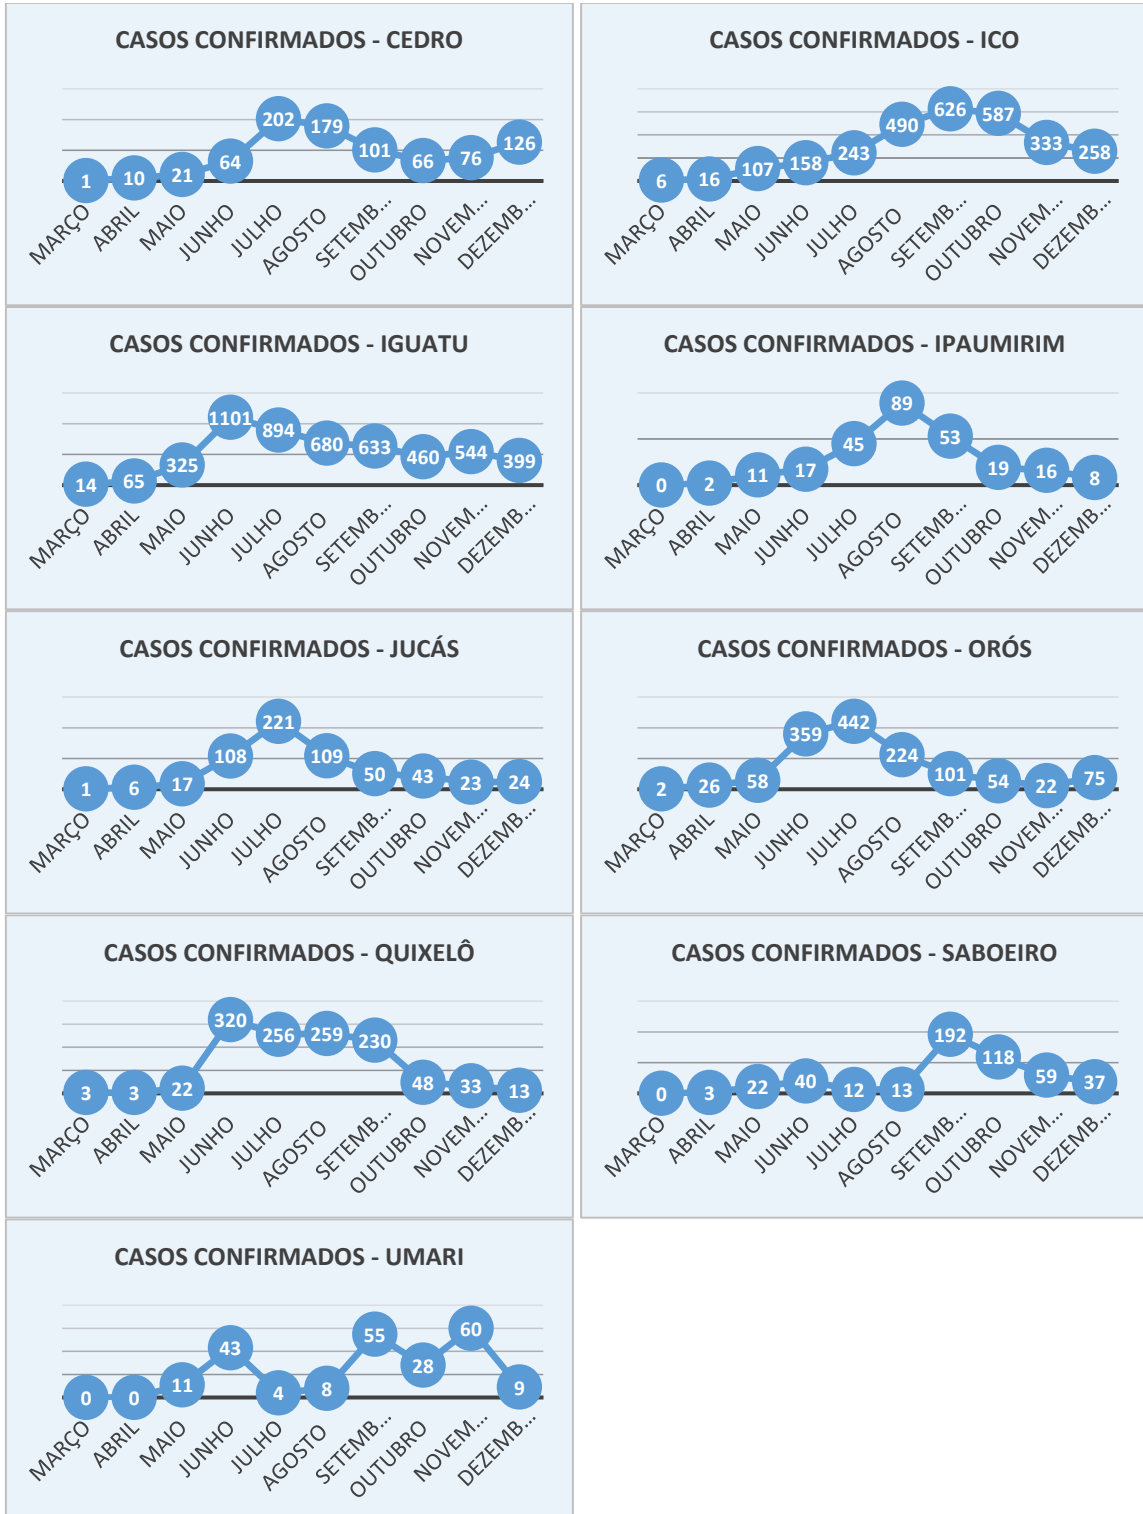 CASOS CONFIRMADOS - CEDRO
1 10 21 64 202 179 101 66 76 126
MARÇO ABRIL MAIO JUNHO JULHO AGOSTO SETEMB... OUTUBRO NOVEM... DEZEMB...
CASOS CONFIRMADOS - ICO
6 16 107 158 243 490 626 587 333 258
MARÇO ABRIL MAIO JUNHO JULHO AGOSTO SETEMB... OUTUBRO NOVEM... DEZEMB...
CASOS CONFIRMADOS - IGUATU
14 65 325 1101 894 680 633 460 544 399
MARÇO ABRIL MAIO JUNHO JULHO AGOSTO SETEMB... OUTUBRO NOVEM... DEZEMB...
CASOS CONFIRMADOS - IPAUMIRIM
0 2 11 17 45 89 53 19 16 8
MARÇO ABRIL MAIO JUNHO JULHO AGOSTO SETEMB... OUTUBRO NOVEM... DEZEMB...
CASOS CONFIRMADOS - JUCÁS
1 6 17 108 221 109 50 43 23 24
MARÇO ABRIL MAIO JUNHO JULHO AGOSTO SETEMB... OUTUBRO NOVEM... DEZEMB...
CASOS CONFIRMADOS - ORÓS
2 26 58 359 442 224 101 54 22 75
MARÇO ABRIL MAIO JUNHO JULHO AGOSTO SETEMB... OUTUBRO NOVEM... DEZEMB...
CASOS CONFIRMADOS - QUIXELÔ
3 3 22 320 256 259 230 48 33 13
MARÇO ABRIL MAIO JUNHO JULHO AGOSTO SETEMB... OUTUBRO NOVEM... DEZEMB...
CASOS CONFIRMADOS - SABOEIRO
0 3 22 40 12 13 192 118 59 37
MARÇO ABRIL MAIO JUNHO JULHO AGOSTO SETEMB... OUTUBRO NOVEM... DEZEMB...
CASOS CONFIRMADOS - UMARI
0 0 11 43 4 8 55 28 60 9
MARÇO ABRIL MAIO JUNHO JULHO AGOSTO SETEMB... OUTUBRO NOVEM... DEZEMB...